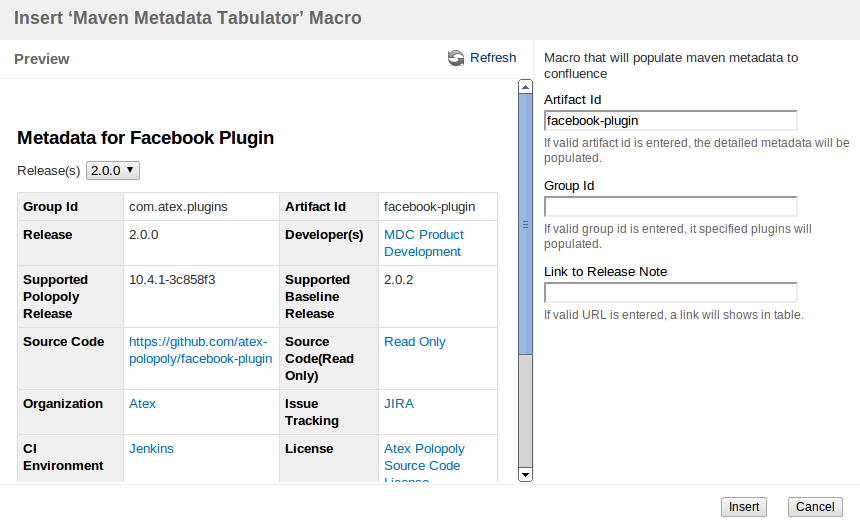 Insert ‘Maven Metadata Tabulator’ Macro
Preview
Refresh
Metadata for Facebook Plugin
Release(s) 2.0.0
Group Id com.atex.plugins Artifact Id facebook-plugin
Release 2.0.0 Developer(s) MDC Product
Development
Supported 10.4.1-3c858f3 Supported 2.0.2
Polopoly Baseline
Release Release
Source Code https://github.com/atex- Source Read Only
polopoly/facebook-plugin Code(Read
Only)
Organization Atex Issue JIRA
Tracking
CI Jenkins License Atex Polopoly
Environment Source Code
License
Macro that will populate maven metadata to
confluence
Artifact Id
facebook-plugin
If valid artifact id is entered, the detailed metadata will be
populated.
Group Id
If valid group id is entered, it specified plugins will
populated.
Link to Release Note
If valid URL is entered, a link will shows in table.
Insert Cancel